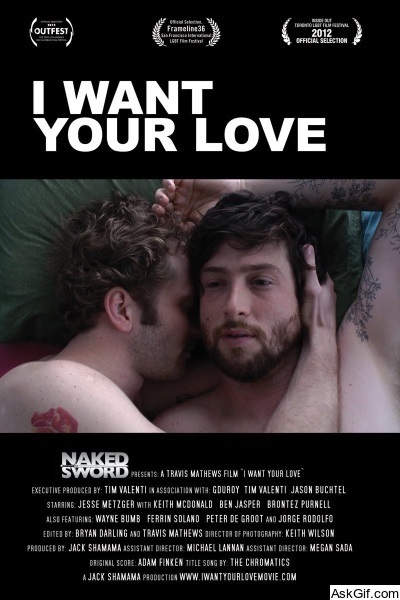 OFFICIAL SELECTION
2012
OUTFEST
Official Selection,
Frameline36
San Francisco International
LGBT Film Festival
INSIDE OUT
TORONTO LGBT FILM FESTIVAL
2012
OFFICIAL SELECTION
I WANT
YOUR LOVE
NAKED
SWORD
PRESENTS: A TRAVIS MATHEWS FILM "I WANT YOUR LOVE"
EXECUTIVE PRODUCED BY: TIM VALENTI IN ASSOCIATION WITH: GDUROY TIM VALENTI JASON BUCHTEL
STARRING: JESSE METZGER WITH KEITH MCDONALD BEN JASPER BRONTEZ PURNELL
ALSO FEATURING: WAYNE BUMB FERRIN SOLANO PETER DE GROOT AND JORGE RODOLFO
EDITED BY: BRYAN DARLING AND TRAVIS MATHEWS DIRECTOR OF PHOTOGRAPHY: KEITH WILSON
PRODUCED BY: JACK SHAMAMA ASSISTANT DIRECTOR: MICHAEL LANNAN ASSISTANT DIRECTOR: MEGAN SADA
ORIGINAL SCORE: ADAM FINKEN TITLE SONG BY: THE CHROMATICS
A JACK SHAMAMA PRODUCTION WWW.IWANTYOURLOVEMOVIE.COM
AskGif.com